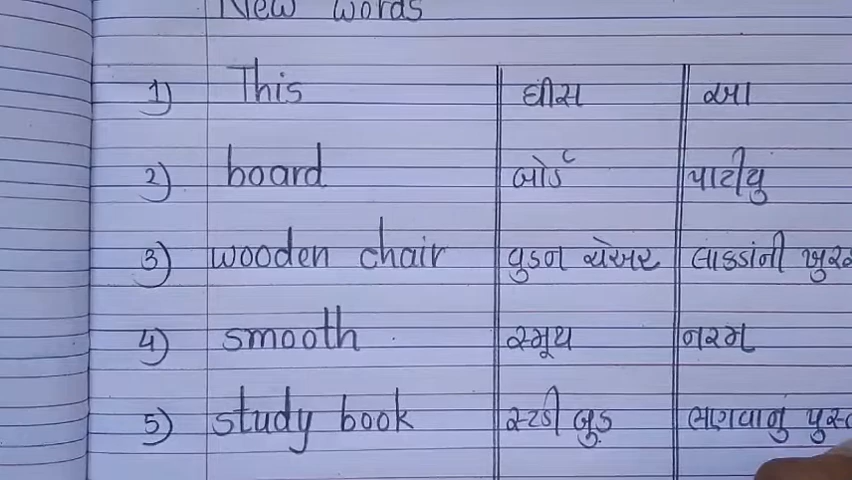 New words
1) This ધીસ આ
2) board બોર્ડ પાટીયુ
3) wooden chair વુડન ચેઅર લાકડાંની
4) smooth સ્મૂથ નરમ
5) study book સ્ટડી બુક ભણવાનું